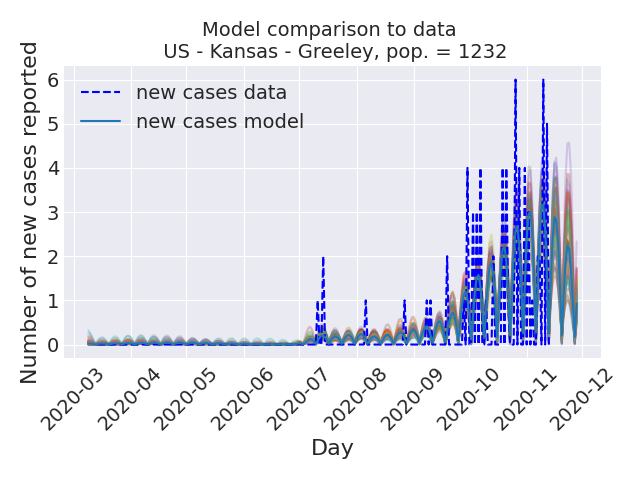 Model comparison to data
US - Kansas - Greeley, pop. = 1232
Number of new cases reported
6
5
4
3
2
1
0
new cases data
new cases model
2020-03
2020-04
2020-05
2020-06
2020-07
2020-08
2020-09
2020-10
2020-11
2020-12
Day